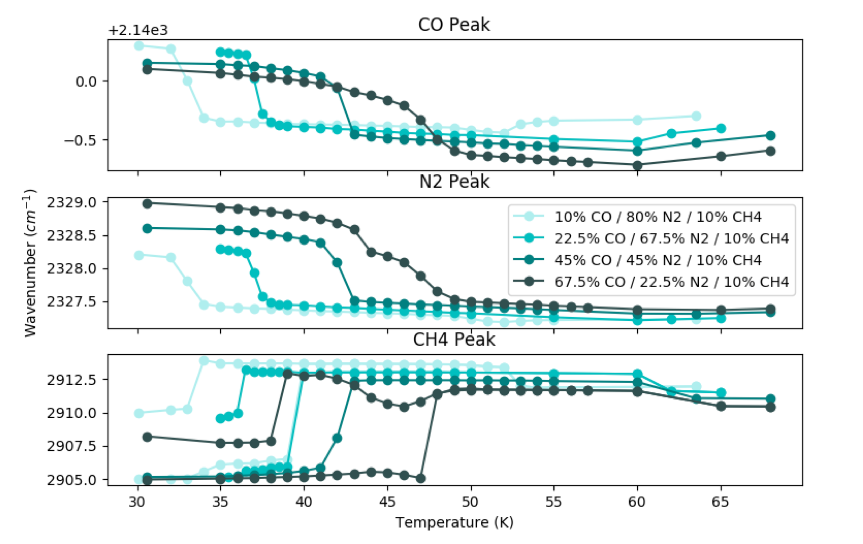 CO Peak
+2.14e3
0.0
−0.5
N2 Peak
2329.0
2328.5
2328.0
2327.5
10% CO / 80% N2 / 10% CH4
22.5% CO / 67.5% N2 / 10% CH4
45% CO / 45% N2 / 10% CH4
67.5% CO / 22.5% N2 / 10% CH4
Wavenumber (cm⁻¹)
CH4 Peak
2912.5
2910.0
2907.5
2905.0
30 35 40 45 50 55 60 65
Temperature (K)